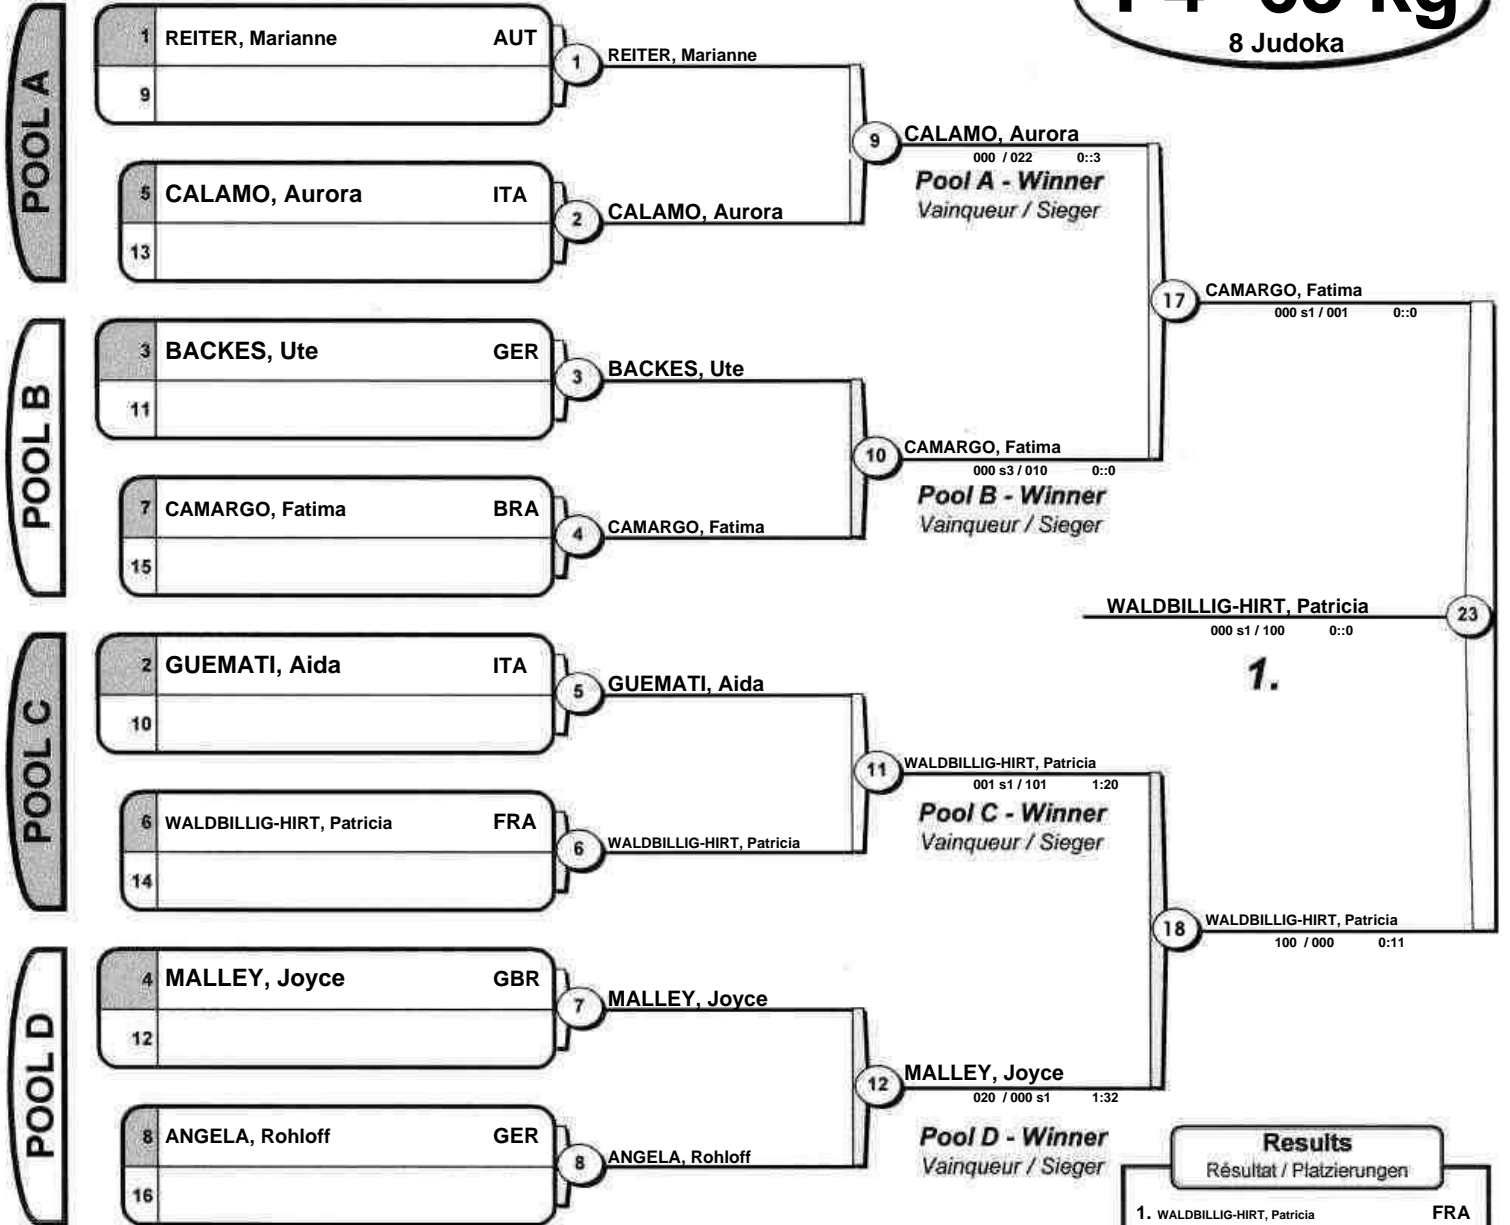 8 Judoka
POOL A
1 REITER, Marianne AUT
9
1
REITER, Marianne
5 CALAMO, Aurora ITA
13
2
CALAMO, Aurora
9
CALAMO, Aurora
000 / 022 0::3
Pool A - Winner
Vainqueur / Sieger
POOL B
3 BACKES, Ute GER
11
3
BACKES, Ute
7 CAMARGO, Fatima BRA
15
4
CAMARGO, Fatima
10
CAMARGO, Fatima
000 s3 / 010 0::0
Pool B - Winner
Vainqueur / Sieger
17
CAMARGO, Fatima
000 s1 / 001 0::0
WALDBILLIG-HIRT, Patricia
000 s1 / 100 0::0
23
1.
POOL C
2 GUEMATI, Aida ITA
10
5
GUEMATI, Aida
6 WALDBILLIG-HIRT, Patricia FRA
14
6
WALDBILLIG-HIRT, Patricia
11
WALDBILLIG-HIRT, Patricia
001 s1 / 101 1:20
Pool C - Winner
Vainqueur / Sieger
18
WALDBILLIG-HIRT, Patricia
100 / 000 0:11
POOL D
4 MALLEY, Joyce GBR
12
7
MALLEY, Joyce
8 ANGELA, Rohloff GER
16
8
ANGELA, Rohloff
12
MALLEY, Joyce
020 / 000 s1 1:32
Pool D - Winner
Vainqueur / Sieger
Results
Résultat / Platzierungen
1. WALDBILLIG-HIRT, Patricia FRA